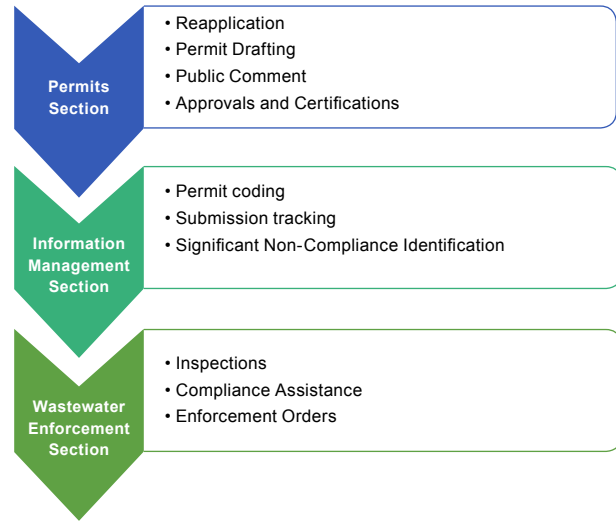 Permits
Section
• Reapplication
• Permit Drafting
• Public Comment
• Approvals and Certifications
Information
Management
Section
• Permit coding
• Submission tracking
• Significant Non-Compliance Identification
Wastewater
Enforcement
Section
• Inspections
• Compliance Assistance
• Enforcement Orders